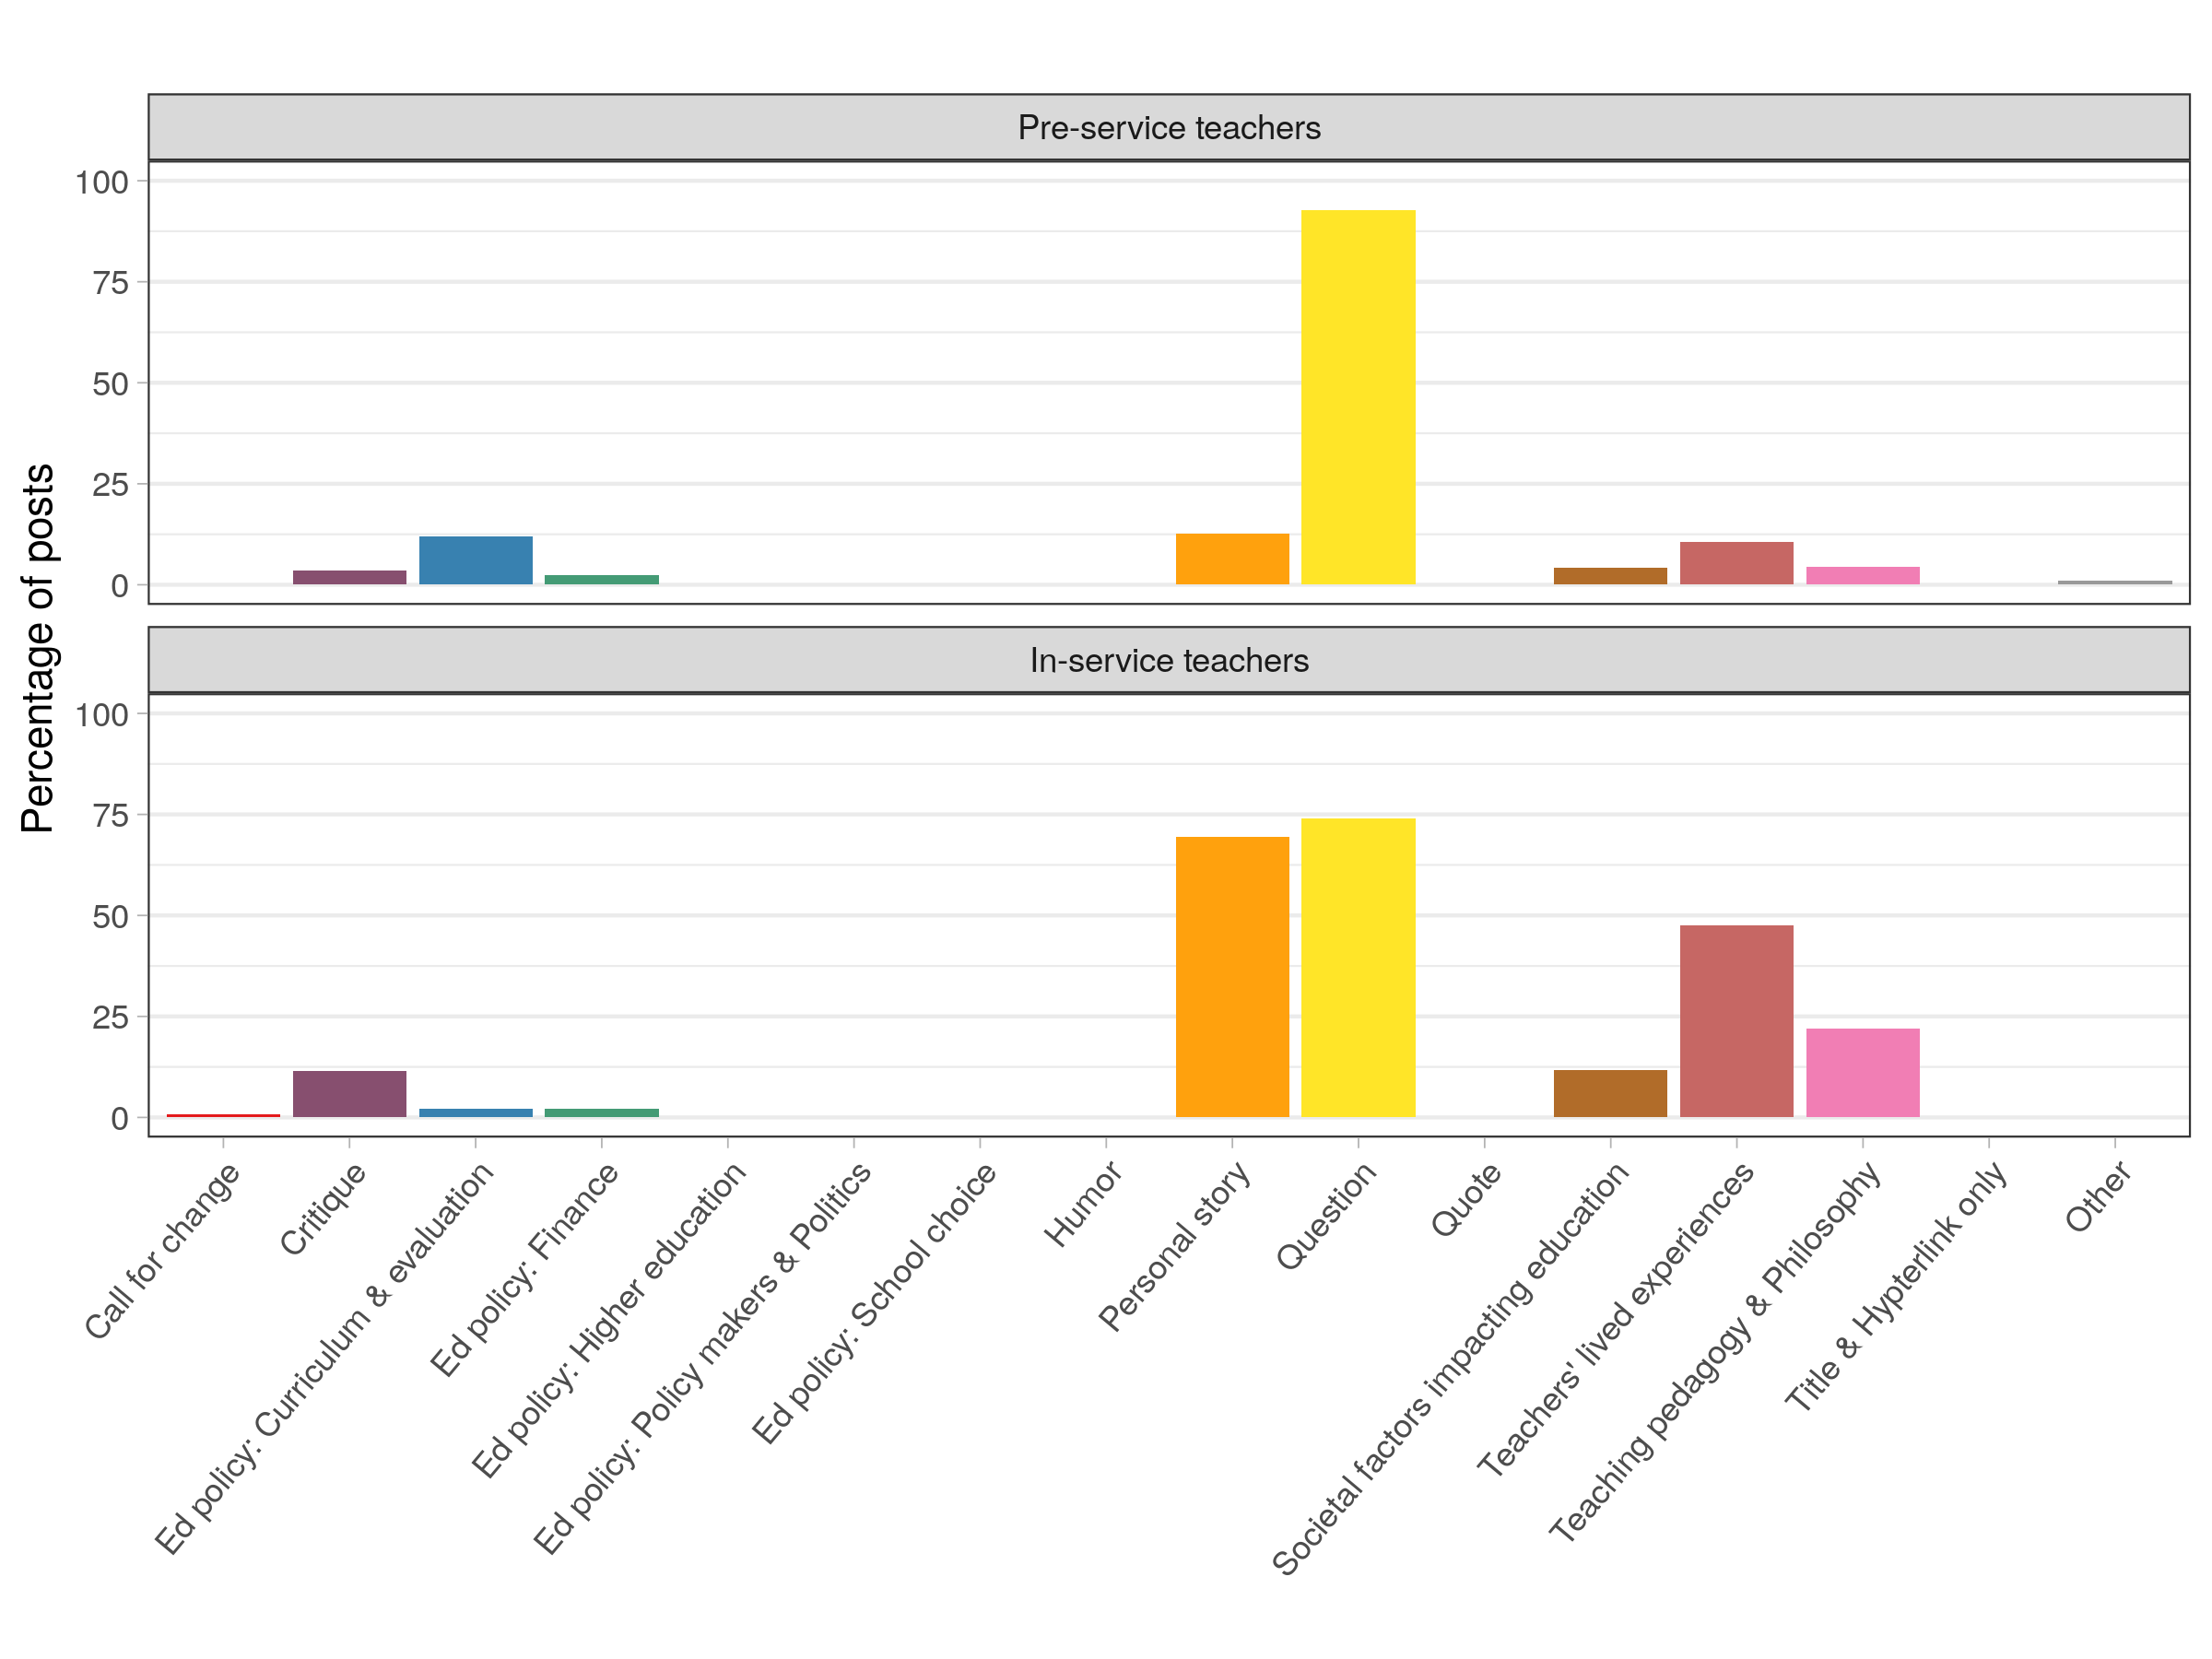 Pre-service teachers
100
75
50
25
0
Percentage of posts
In-service teachers
100
75
50
25
0
Call for change
Critique
Ed policy: Curriculum & evaluation
Ed policy: Finance
Ed policy: Higher education
Ed policy: Policy makers & Politics
Ed policy: School choice
Humor
Personal story
Question
Quote
Societal factors impacting education
Teachers' lived experiences
Teaching pedagogy & Philosophy
Title & Hypterlink only
Other